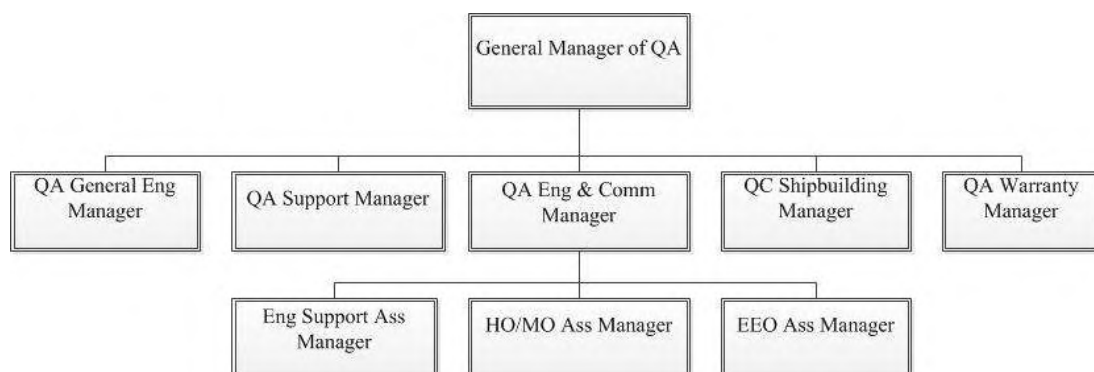 General Manager of QA
QA General Eng
Manager
QA Support Manager
QA Eng & Comm
Manager
QC Shipbuilding
Manager
QA Warranty
Manager
Eng Support Ass
Manager
HO/MO Ass Manager
EEO Ass Manager